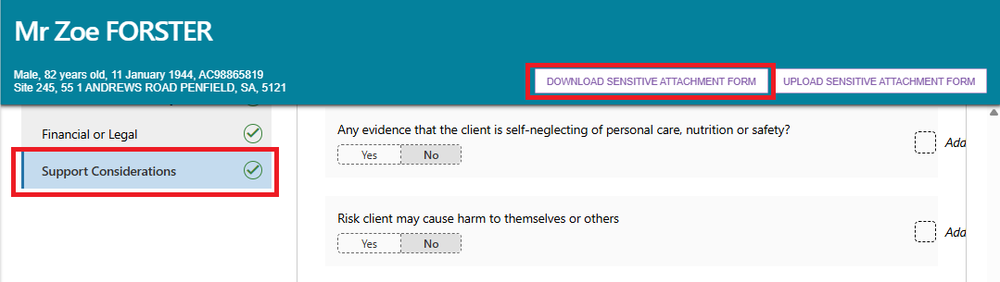 Mr Zoe FORSTER
Male, 82 years old, 11 January 1944, AC98865819
Site 245, 55 1 ANDREWS ROAD PENFIELD, SA, 5121
DOWNLOAD SENSITIVE ATTACHMENT FORM
UPLOAD SENSITIVE ATTACHMENT FORM
Financial or Legal
Support Considerations
Any evidence that the client is self-neglecting of personal care, nutrition or safety?
Yes No
Add
Risk client may cause harm to themselves or others
Yes No
Add